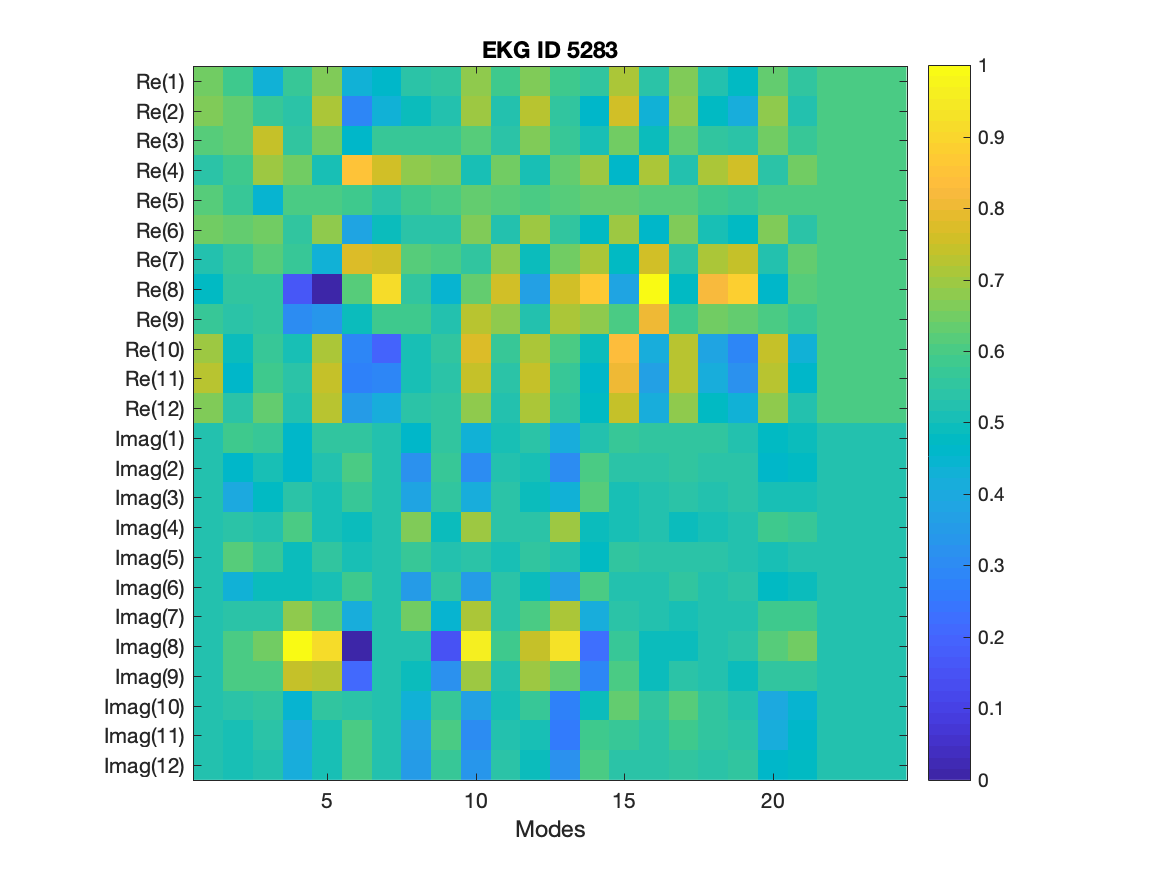 EKG ID 5283
Re(1)
Re(2)
Re(3)
Re(4)
Re(5)
Re(6)
Re(7)
Re(8)
Re(9)
Re(10)
Re(11)
Re(12)
Imag(1)
Imag(2)
Imag(3)
Imag(4)
Imag(5)
Imag(6)
Imag(7)
Imag(8)
Imag(9)
Imag(10)
Imag(11)
Imag(12)
5 10 15 20
Modes
1
0.9
0.8
0.7
0.6
0.5
0.4
0.3
0.2
0.1
0